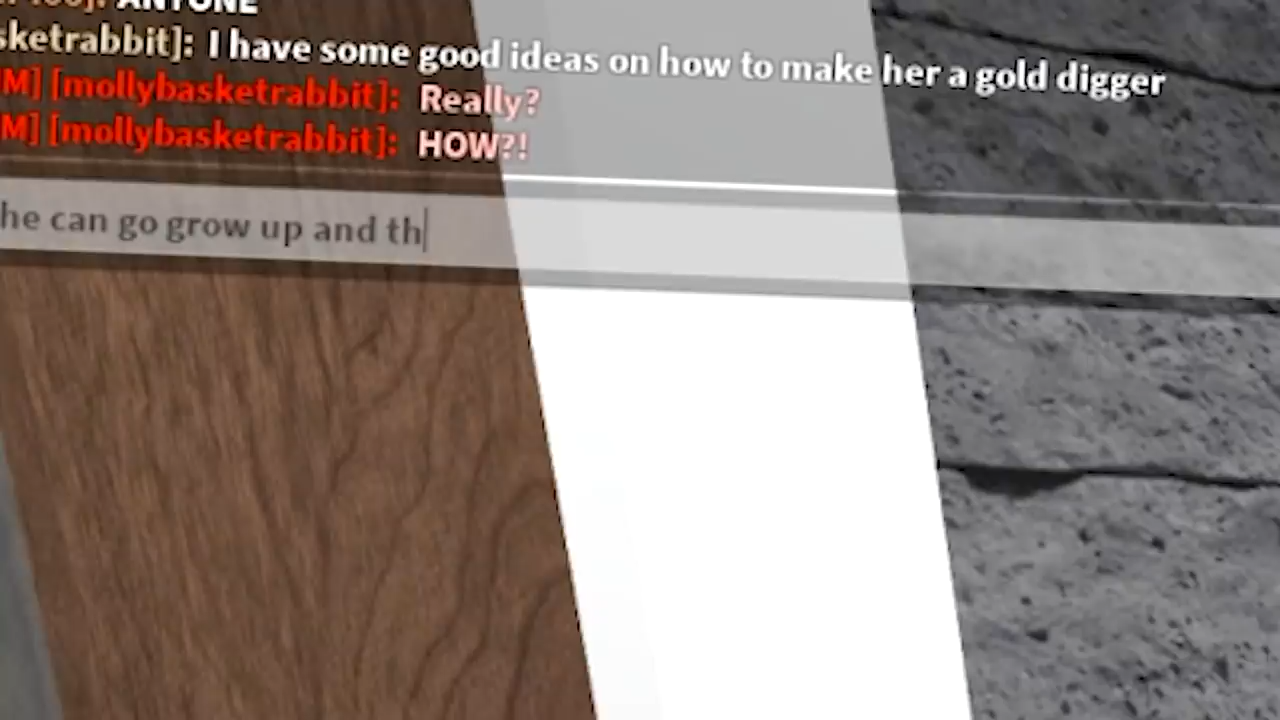 ANYONE
sketrabbit]: I have some good ideas on how to make her a gold digger
M] [mollybasketrabbit]: Really?
M] [mollybasketrabbit]: HOW?!
he can go grow up and th